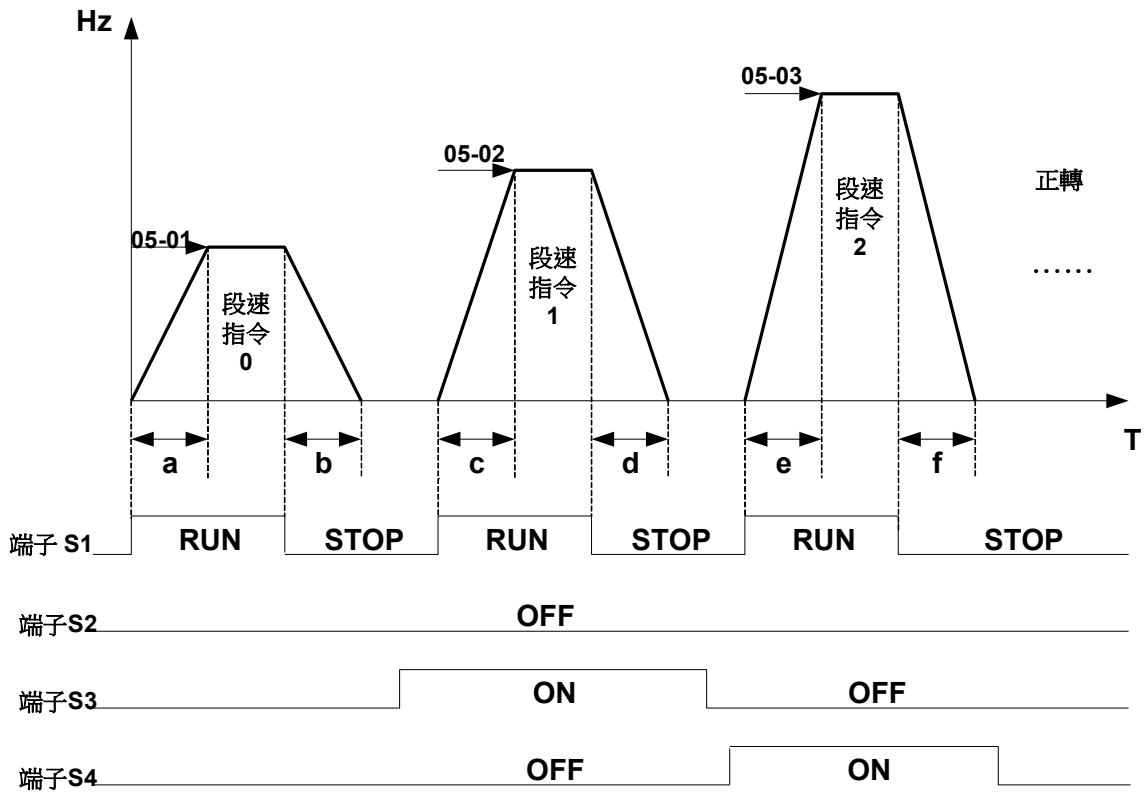 Hz
05-03
05-02
05-01
正轉
......
段速
指令
0
段速
指令
1
段速
指令
2
T
a
b
c
d
e
f
端子 S1
RUN
STOP
RUN
STOP
RUN
STOP
端子S2
OFF
端子S3
ON
OFF
端子S4
OFF
ON